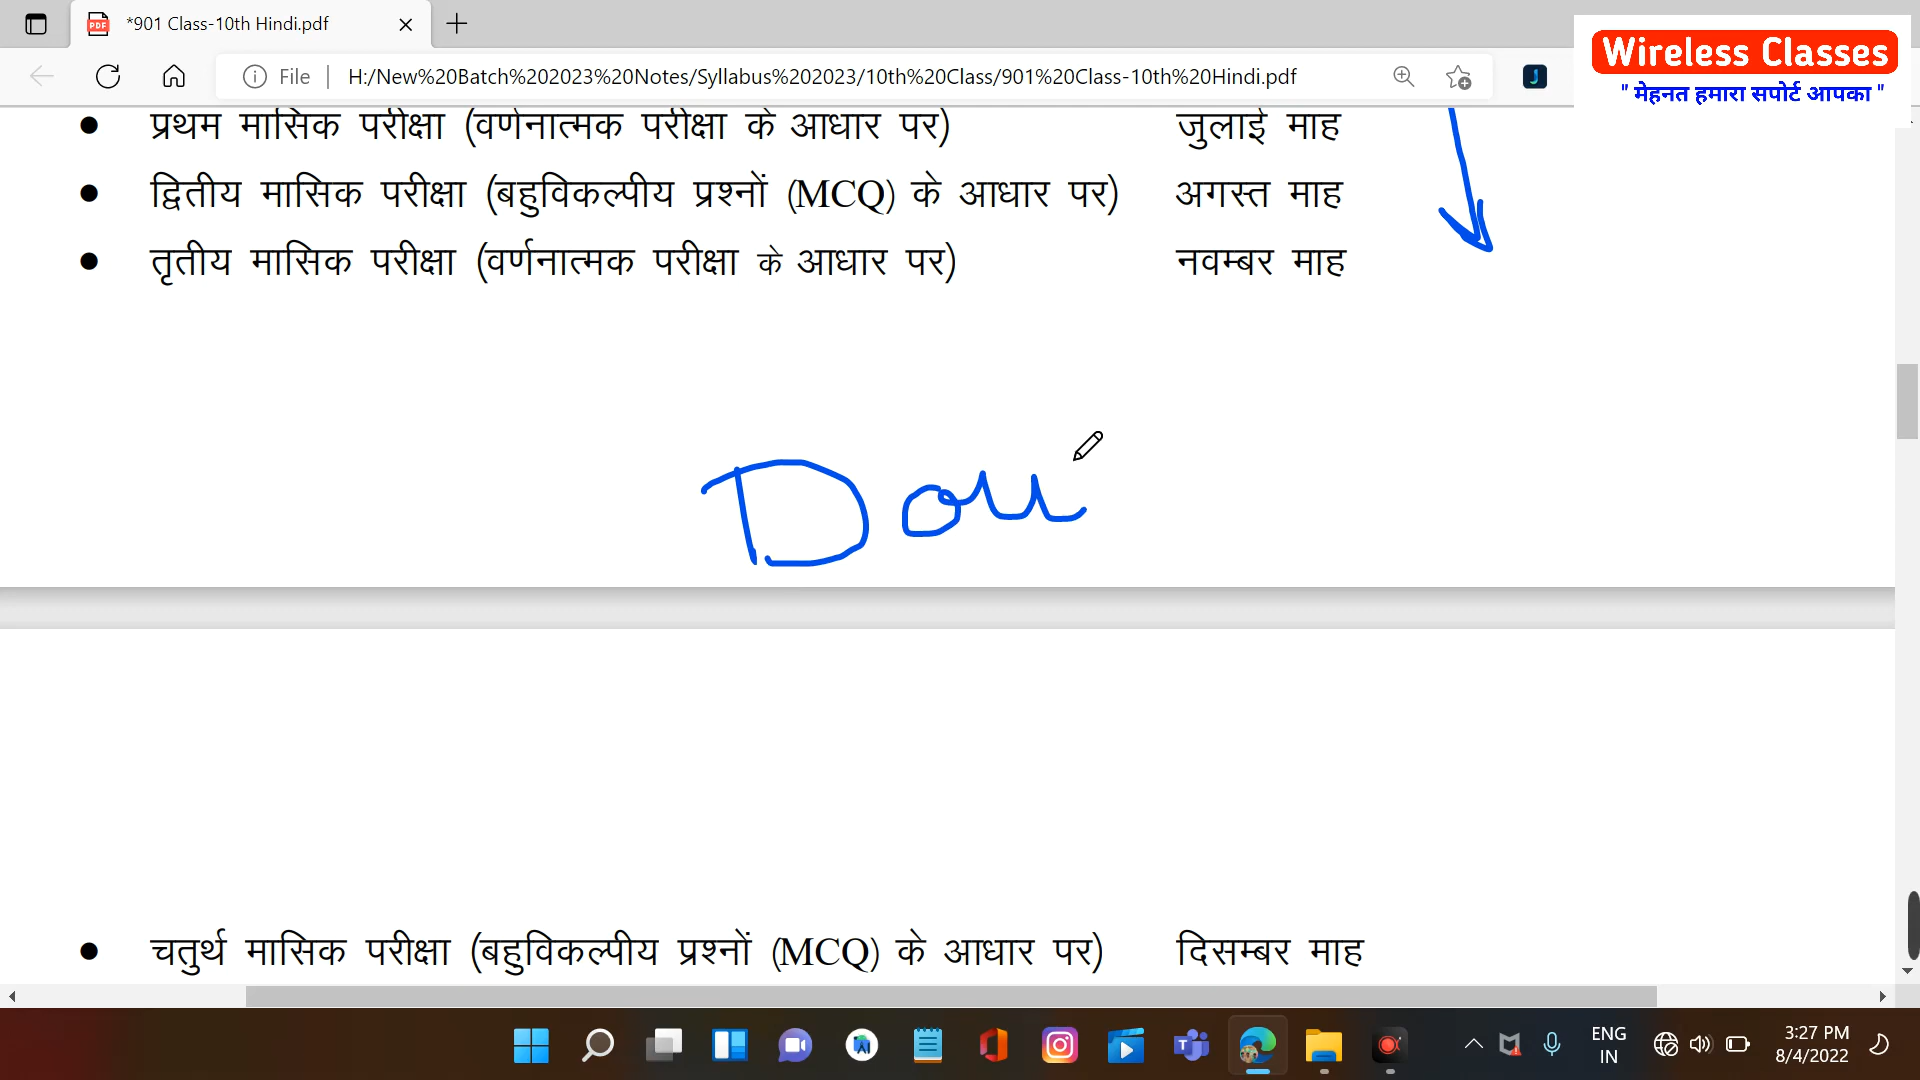 *901 Class-10th Hindi.pdf
File | H:/New%20Batch%202023%20Notes/Syllabus%202023/10th%20Class/901%20Class-10th%20Hindi.pdf
Wireless Classes
" मेहनत हमारा सपोर्ट आपका "
● प्रथम मासिक परीक्षा (वर्णनात्मक परीक्षा के आधार पर) जुलाई माह
● द्वितीय मासिक परीक्षा (बहुविकल्पीय प्रश्नों (MCQ) के आधार पर) अगस्त माह
● तृतीय मासिक परीक्षा (वर्णनात्मक परीक्षा के आधार पर) नवम्बर माह
Dou
● चतुर्थ मासिक परीक्षा (बहुविकल्पीय प्रश्नों (MCQ) के आधार पर) दिसम्बर माह
ENG
IN
3:27 PM
8/4/2022